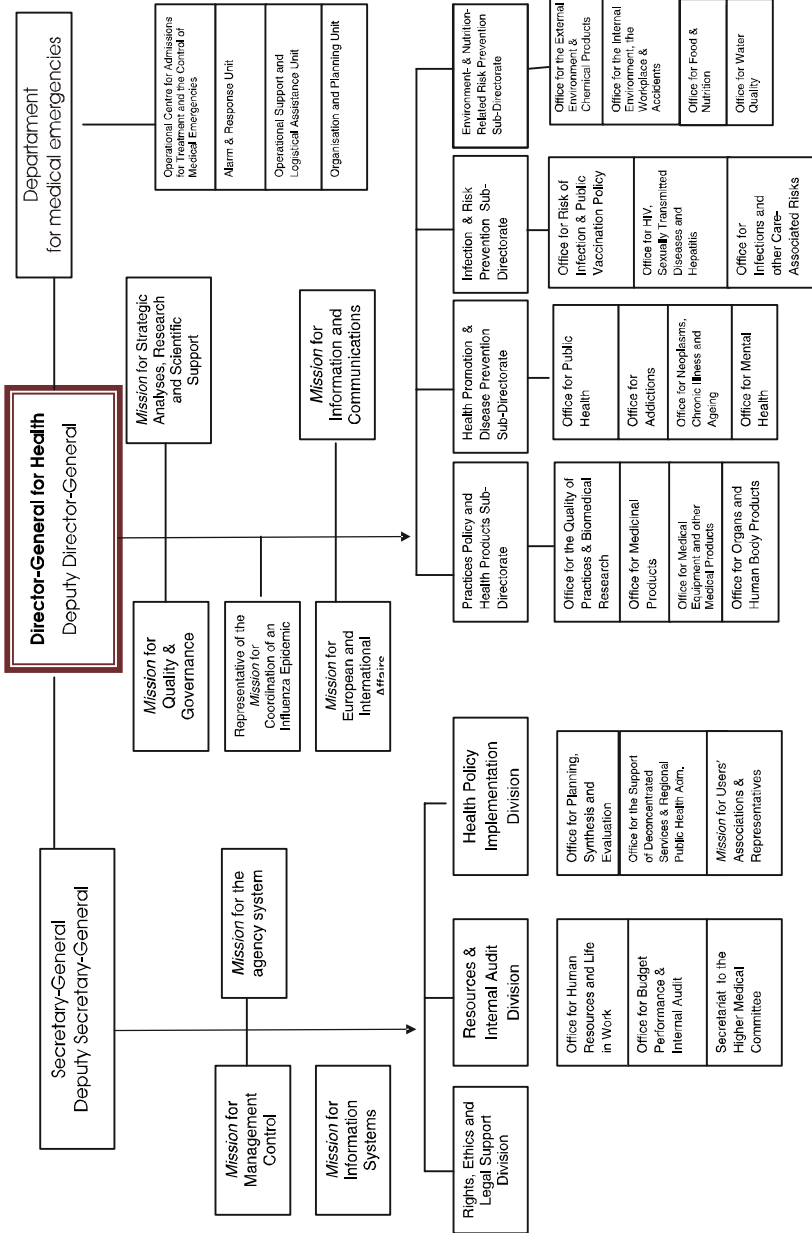 Director-General for Health
Deputy Director-General
Secretary-General
Deputy Secretary-General
Departament
for medical emergencies
Mission for
Management
Control
Mission for the
agency system
Mission for
Information
Systems
Mission for
Quality &
Governance
Mission for Strategic
Analyses, Research
and Scientific
Support
Representative of the
Mission for
Coordination of an
Influenza Epidemic
Mission for
European and
International
Affaire
Mission for
Information and
Communications
Operational Centre for Admissions
for Treatment and the Control of
Medical Emergencies
Alarm & Response Unit
Operational Support and
Logistical Assistance Unit
Organisation and Planning Unit
Rights, Ethics and
Legal Support
Division
Resources &
Internal Audit
Division
Office for Human
Resources and Life
in Work
Office for Budget
Performance &
Internal Audit
Secretariat to the
Higher Medical
Committee
Health Policy
Implementation
Division
Office for Planning,
Synthesis and
Evaluation
Office for the Support
of Deconcentrated
Services & Regional
Public Health Adm.
Mission for Users'
Associations &
Representatives
Practices Policy and
Health Products Sub-
Directorate
Office for the Quality of
Practices & Biomedical
Research
Office for Medicinal
Products
Office for Medical
Equipment and other
Medical Products
Office for Organs and
Human Body Products
Health Promotion &
Disease Prevention
Sub-Directorate
Office for Public
Health
Office for
Addictions
Office for Neoplasms,
Chronic Illness and
Ageing
Office for Mental
Health
Infection & Risk
Prevention Sub-
Directorate
Office for Risk of
Infection & Public
Vaccination Policy
Office for HIV,
Sexually Transmitted
Diseases and
Hepatitis
Office for
Infections and
other Care-
Associated Risks
Environment- & Nutrition-
Related Risk Prevention
Sub-Directorate
Office for the External
Environment &
Chemical Products
Office for the Internal
Environment, the
Workplace &
Accidents
Office for Food &
Nutrition
Office for Water
Quality